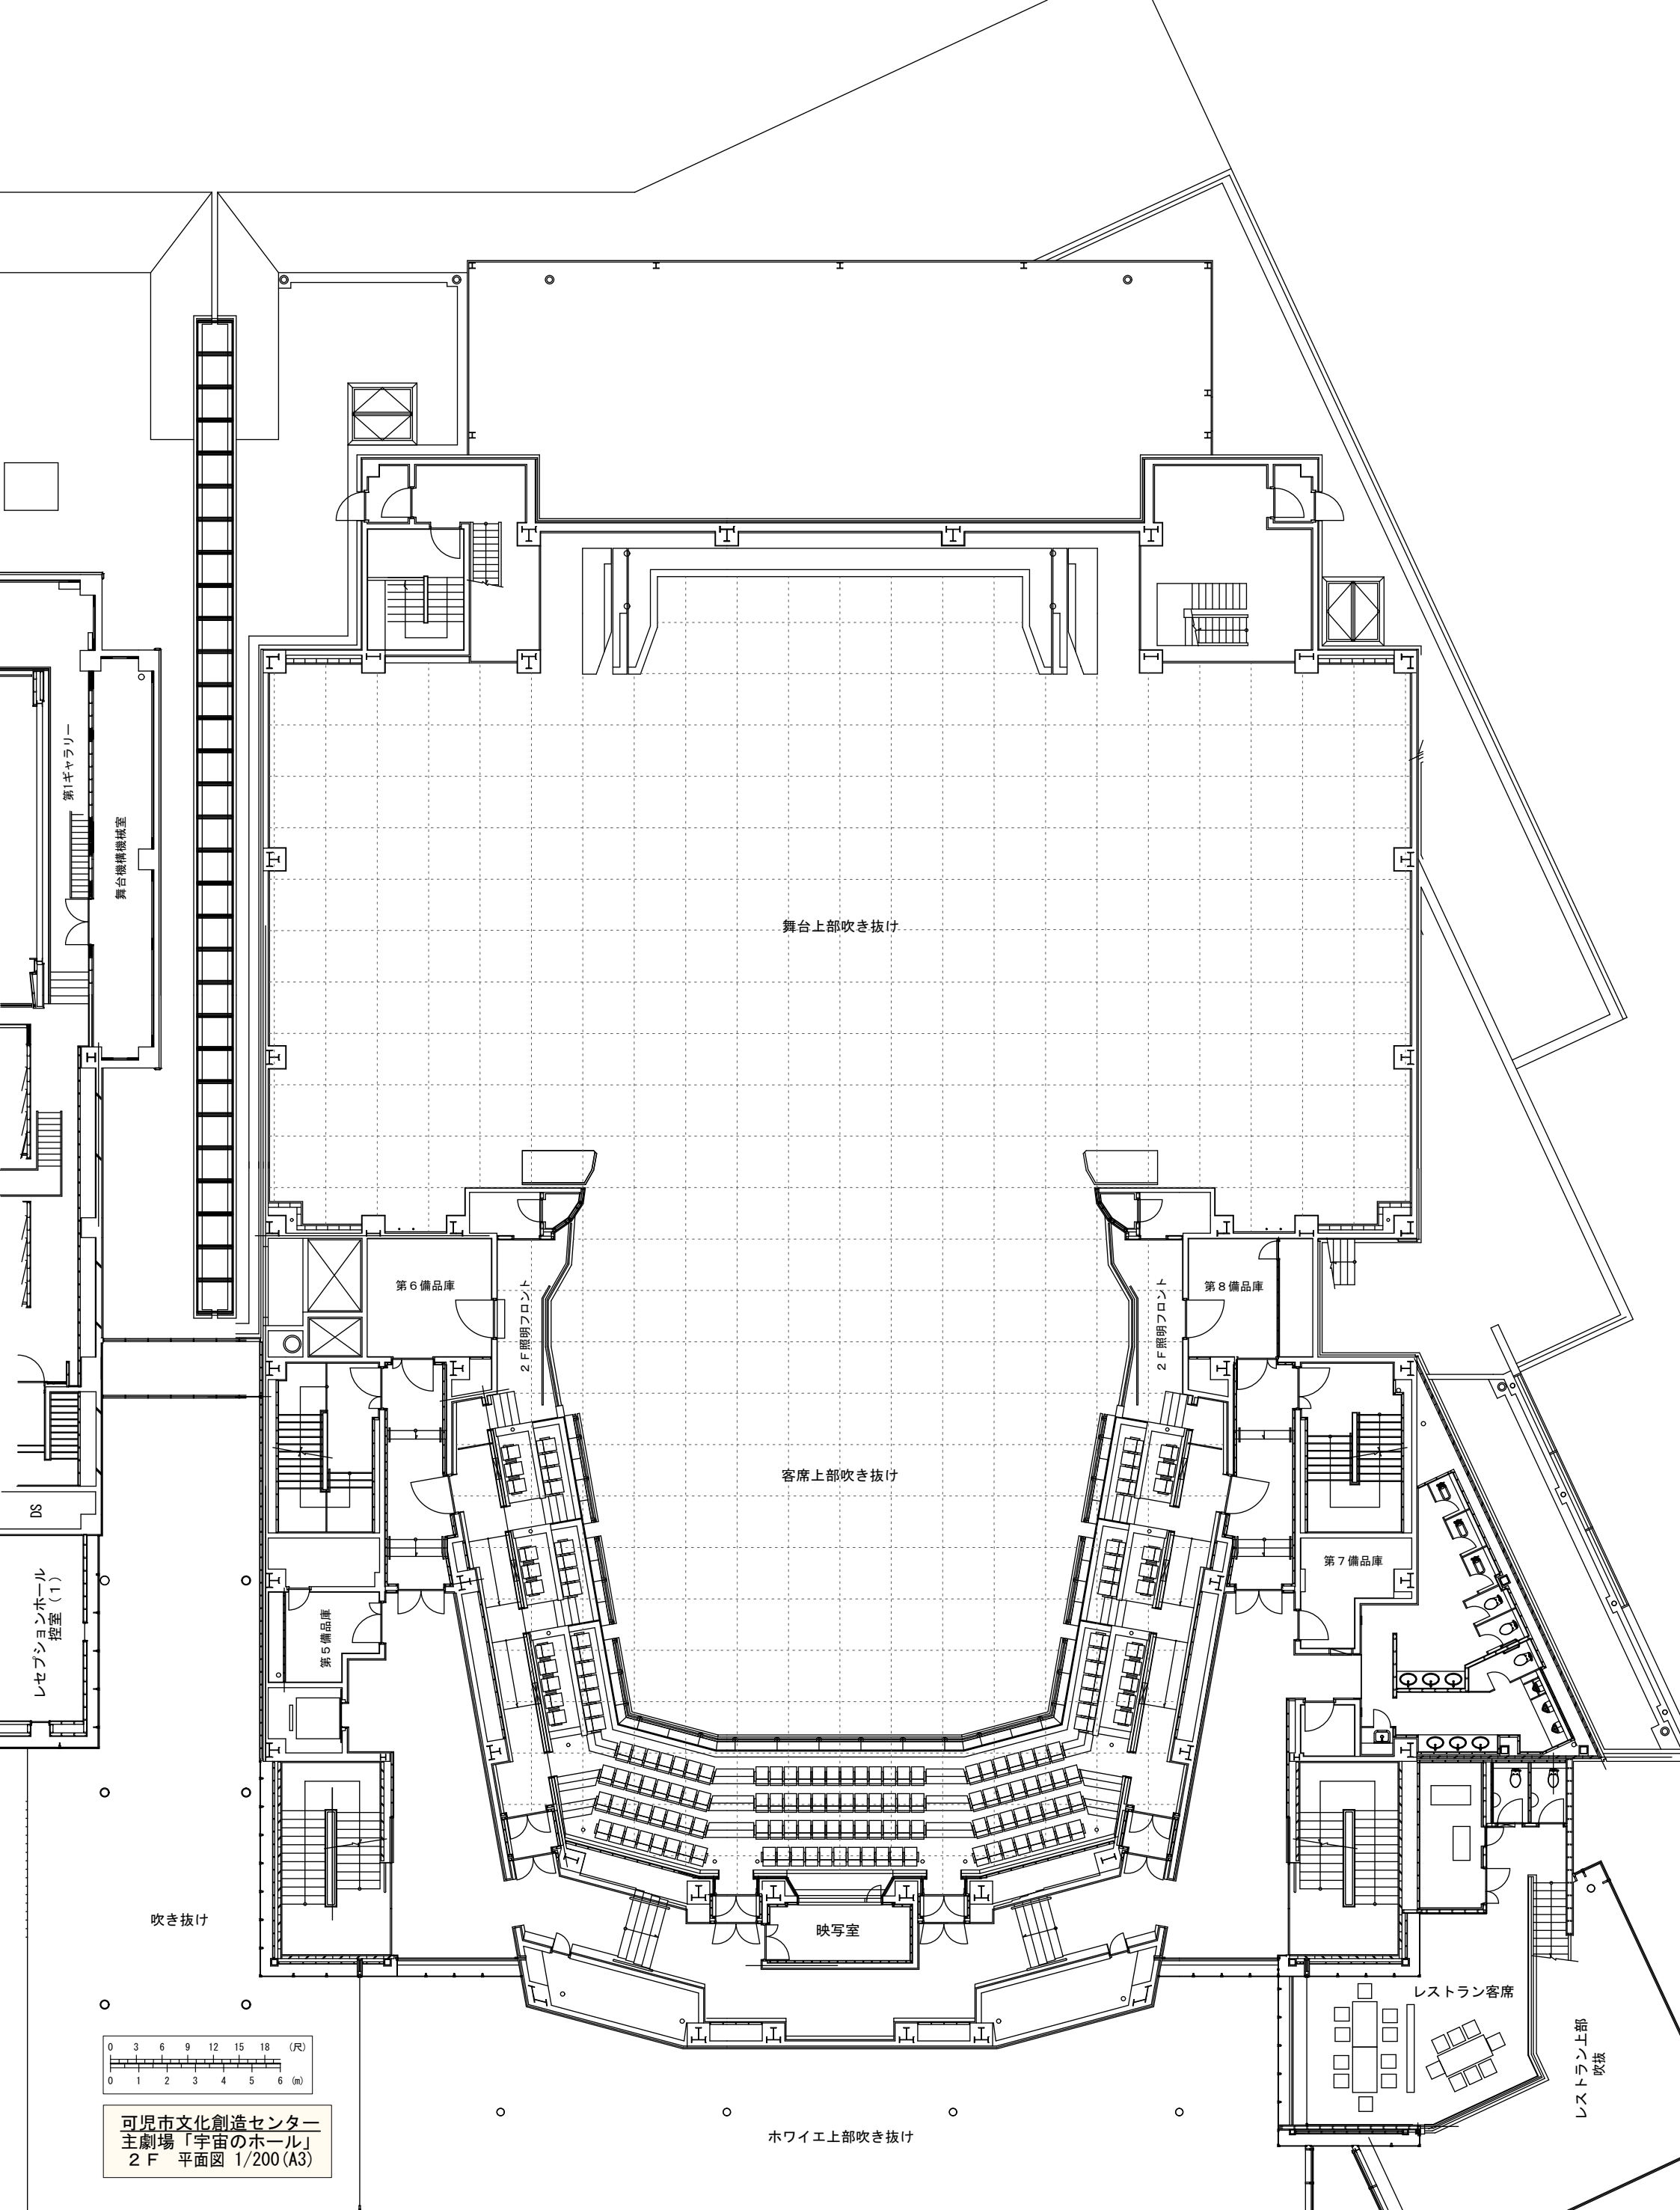 第1ギャラリー
舞台機構機械室
舞台上部吹き抜け
第６備品庫
２Ｆ照明フロント
２Ｆ照明フロント
第８備品庫
客席上部吹き抜け
DS
レセプションホール
控室（１）
第５備品庫
第７備品庫
吹き抜け
映写室
レストラン客席
レストラン上部
吹抜
ホワイエ上部吹き抜け
0 3 6 9 12 15 18 (尺)
0 1 2 3 4 5 6 (m)
可児市文化創造センター
主劇場「宇宙のホール」
２Ｆ 平面図 1/200(A3)